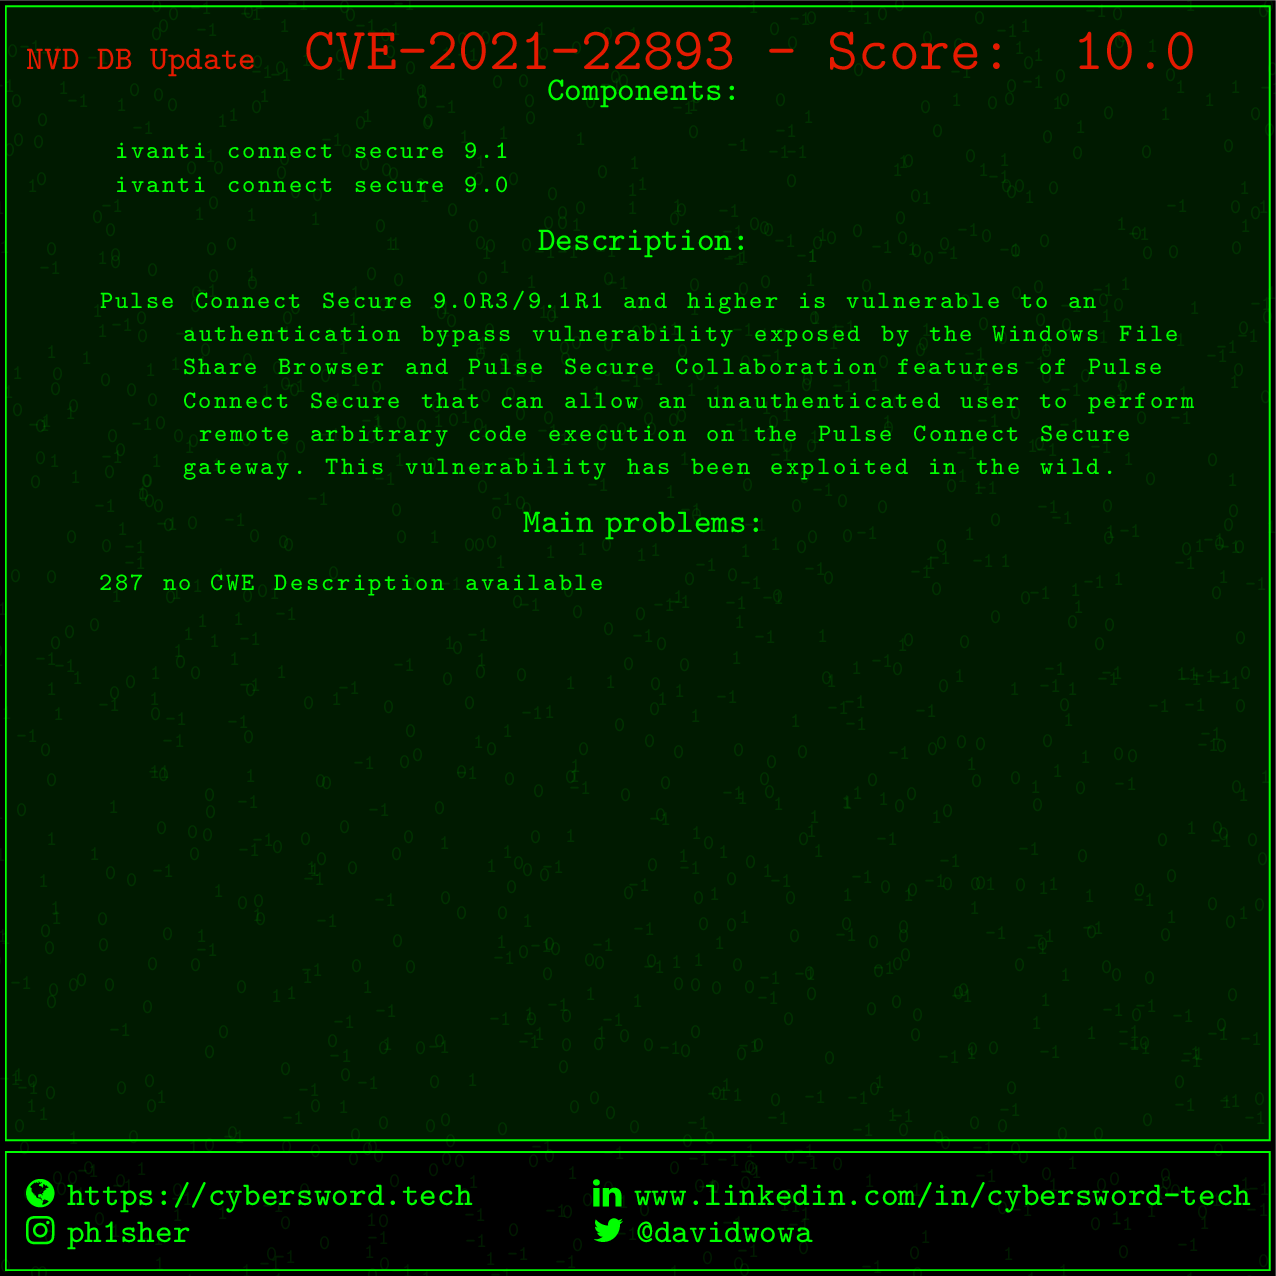 NVD DB Update CVE-2021-22893 - Score: 10.0
Components:
ivanti connect secure 9.1
ivanti connect secure 9.0
Description:
Pulse Connect Secure 9.0R3/9.1R1 and higher is vulnerable to an
authentication bypass vulnerability exposed by the Windows File
Share Browser and Pulse Secure Collaboration features of Pulse
Connect Secure that can allow an unauthenticated user to perform
remote arbitrary code execution on the Pulse Connect Secure
gateway. This vulnerability has been exploited in the wild.
Main problems:
287 no CWE Description available
https://cybersword.tech
www.linkedin.com/in/cybersword-tech
ph1sher
@davidwowa